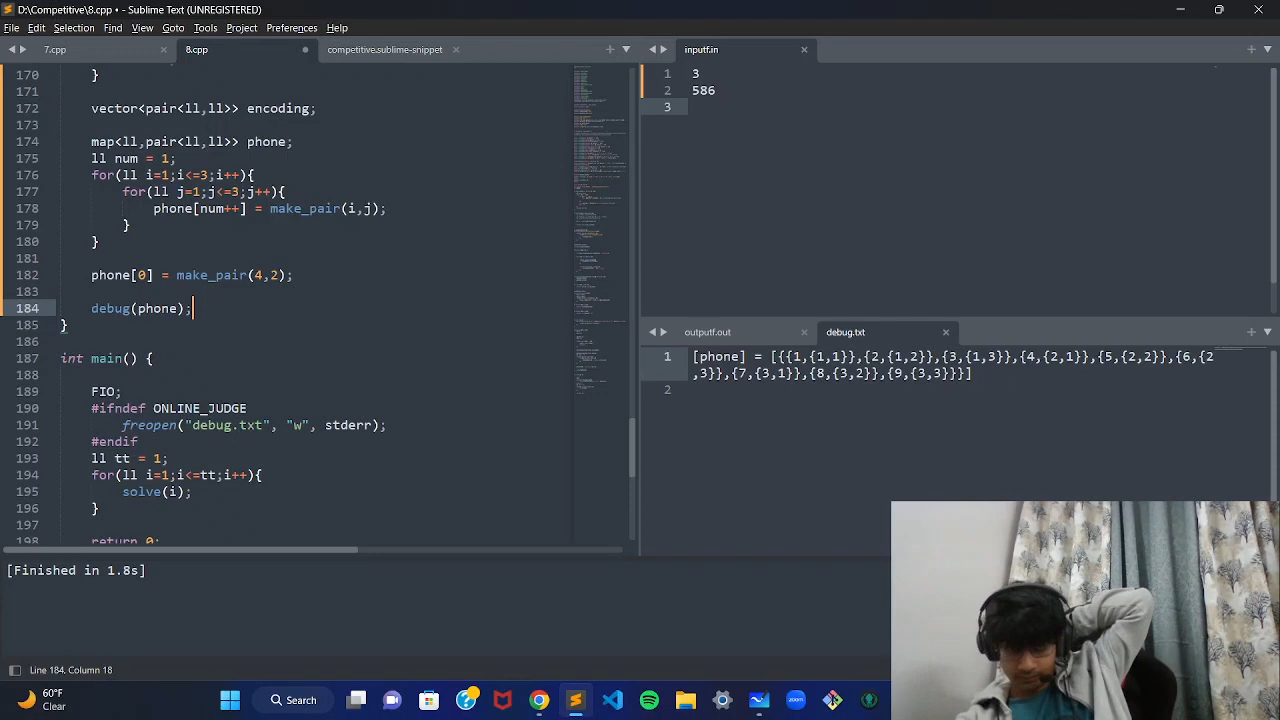 D:\Competitive\8.cpp • - Sublime Text (UNREGISTERED)
File Edit Selection Find View Goto Tools Project Preferences Help
7.cpp 8.cpp competitive.sublime-snippet
170 }
171
172 vector<pair<ll,ll>> encoding;
173
174 map<ll,pair<ll,ll>> phone;
175 ll num = 1;
176 for(ll i=1;i<=3;i++){
177 for(ll j=1;j<=3;j++){
178 phone[num++] = make_pair(i,j);
179 }
180 }
181
182 phone[0] = make_pair(4,2);
183
184 debug(phone);
185 }
186
187 int main() {
188
189 FIO;
190 #ifndef ONLINE_JUDGE
191 freopen("debug.txt", "w", stderr);
192 #endif
193 ll tt = 1;
194 for(ll i=1;i<=tt;i++){
195 solve(i);
196 }
197
198 return 0;
inputf.in
1 3
2 586
3
outputf.out debug.txt
1 [phone] = [{{1,{1,1}},{2,{1,2}},{3,{1,3}},{4,{2,1}},{5,{2,2}},{6,{2
,3}},{7,{3,1}},{8,{3,2}},{9,{3,3}}}]
2
[Finished in 1.8s]
Line 184, Column 18
60°F
Clear
Search
zoom